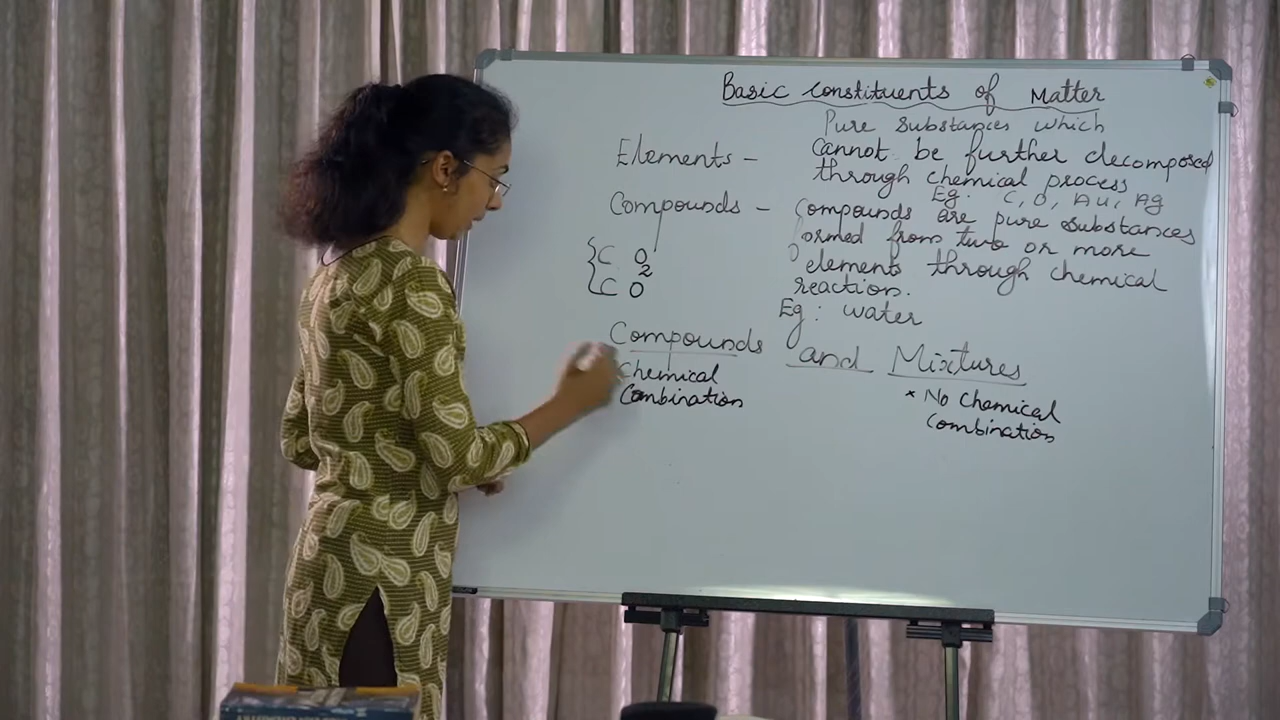 Basic constituents of Matter
Pure substances which
Elements - cannot be further decomposed
through chemical process
Eg. C, O, Au, Ag
Compounds - Compounds are pure substances
formed from two or more
elements through chemical
reaction.
C O2
C O
Eg: water
Compounds and Mixtures
Chemical
Combination
* No Chemical
Combination